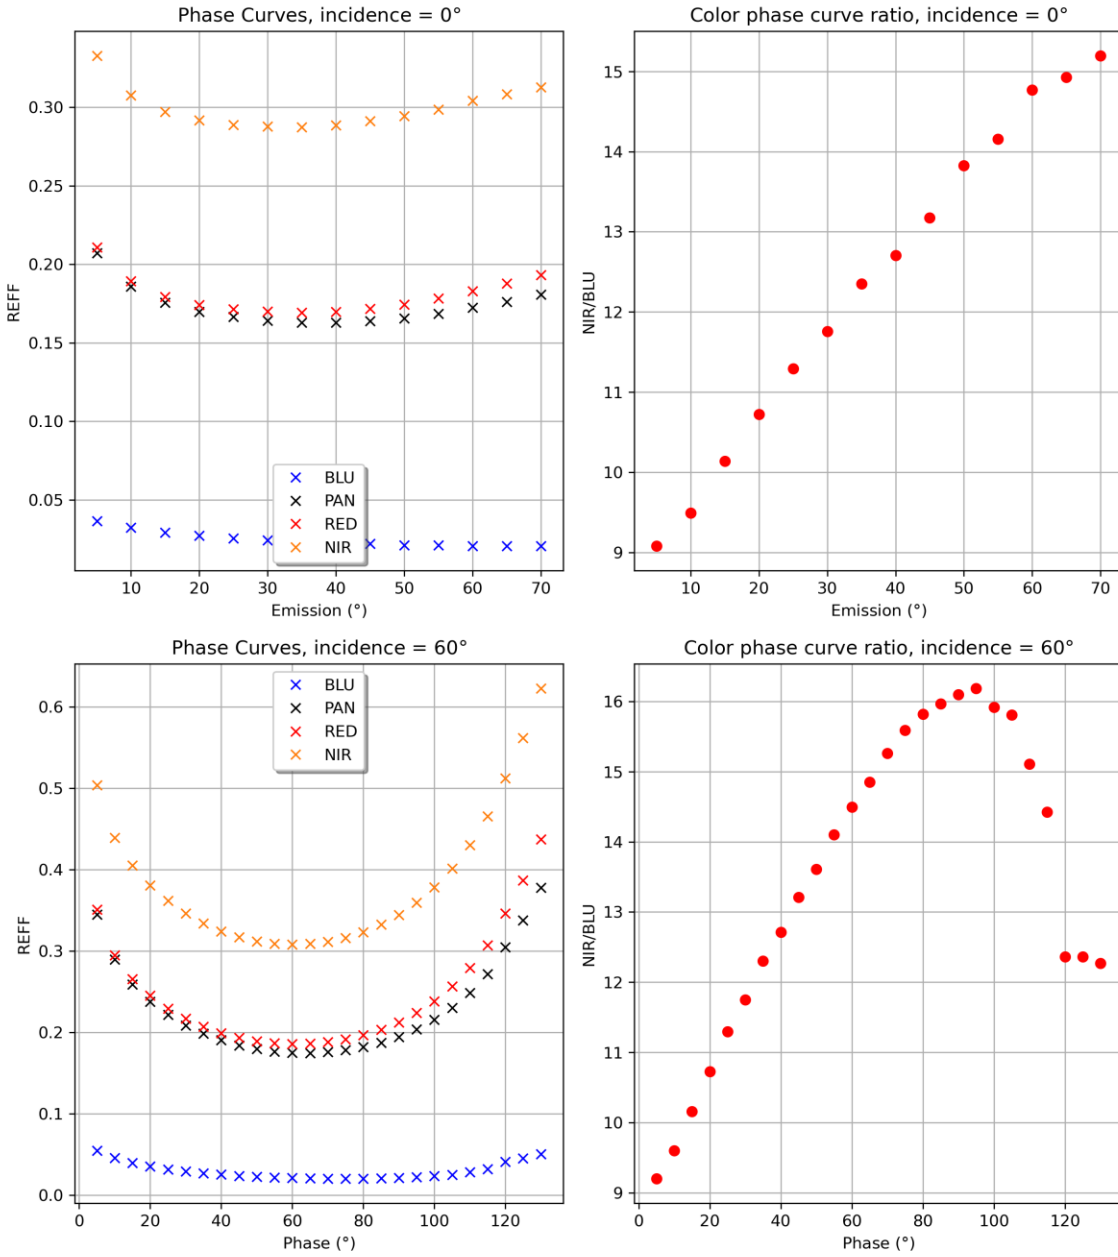 Phase Curves, incidence = 0°
REFF
0.30
0.25
0.20
0.15
0.10
0.05
BLU
PAN
RED
NIR
10 20 30 40 50 60 70
Emission (°)
Color phase curve ratio, incidence = 0°
NIR/BLU
15
14
13
12
11
10
9
10 20 30 40 50 60 70
Emission (°)
Phase Curves, incidence = 60°
REFF
0.6
0.5
0.4
0.3
0.2
0.1
0.0
BLU
PAN
RED
NIR
0 20 40 60 80 100 120
Phase (°)
Color phase curve ratio, incidence = 60°
NIR/BLU
16
15
14
13
12
11
10
9
0 20 40 60 80 100 120
Phase (°)